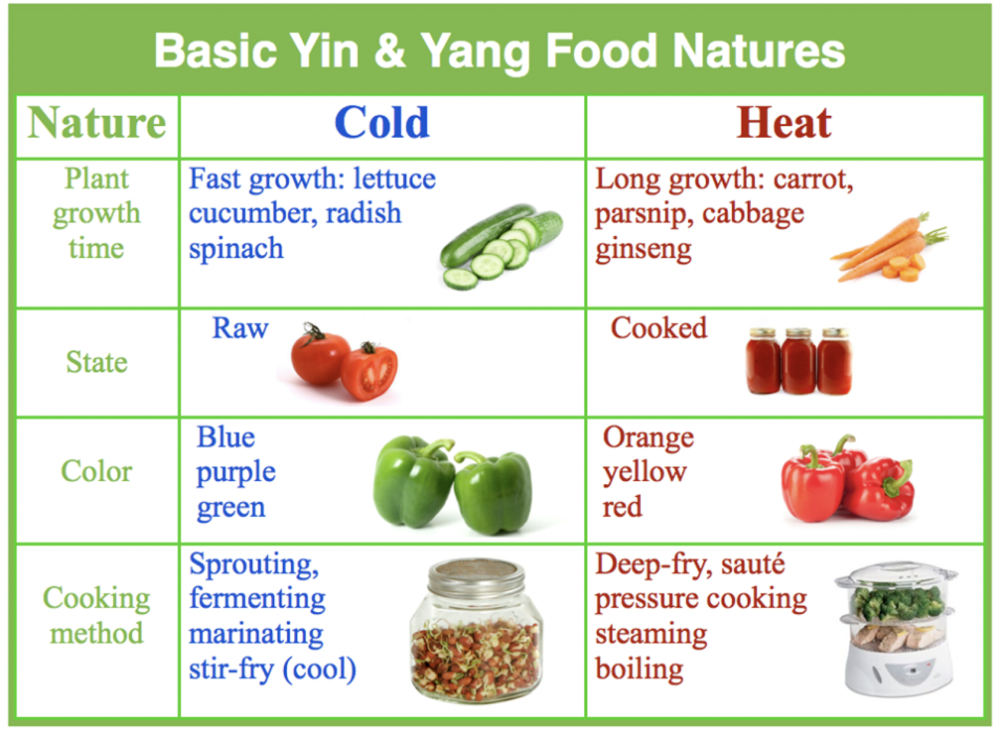 Basic Yin & Yang Food Natures
Nature
Cold
Heat
Plant
growth
time
Fast growth: lettuce
cucumber, radish
spinach
Long growth: carrot,
parsnip, cabbage
ginseng
State
Raw
Cooked
Color
Blue
purple
green
Orange
yellow
red
Cooking
method
Sprouting,
fermenting
marinating
stir-fry (cool)
Deep-fry, sauté
pressure cooking
steaming
boiling